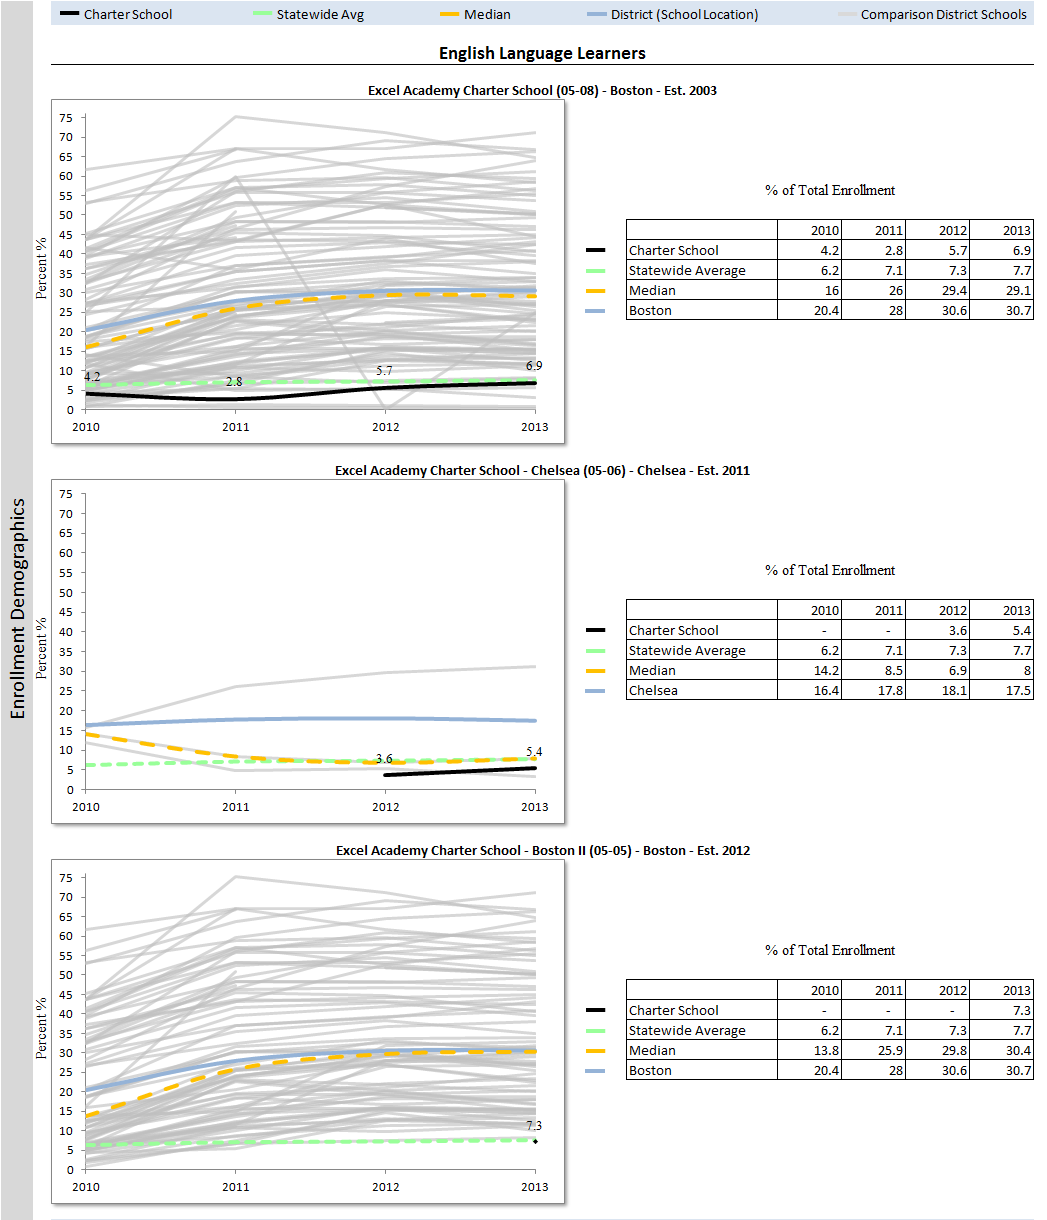 Charter School Statewide Avg Median District (School Location) Comparison District Schools
English Language Learners
Enrollment Demographics
Excel Academy Charter School (05-08) - Boston - Est. 2003
Percent %
75
70
65
60
55
50
45
40
35
30
25
20
15
10
5
0
4.2 2.8 5.7 6.9
2010 2011 2012 2013
% of Total Enrollment
2010 2011 2012 2013
Charter School 4.2 2.8 5.7 6.9
Statewide Average 6.2 7.1 7.3 7.7
Median 16 26 29.4 29.1
Boston 20.4 28 30.6 30.7
Excel Academy Charter School - Chelsea (05-06) - Chelsea - Est. 2011
Percent %
75
70
65
60
55
50
45
40
35
30
25
20
15
10
5
0
3.6 5.4
2010 2011 2012 2013
% of Total Enrollment
2010 2011 2012 2013
Charter School - - 3.6 5.4
Statewide Average 6.2 7.1 7.3 7.7
Median 14.2 8.5 6.9 8
Chelsea 16.4 17.8 18.1 17.5
Excel Academy Charter School - Boston II (05-05) - Boston - Est. 2012
Percent %
75
70
65
60
55
50
45
40
35
30
25
20
15
10
5
0
7.3
2010 2011 2012 2013
% of Total Enrollment
2010 2011 2012 2013
Charter School - - - 7.3
Statewide Average 6.2 7.1 7.3 7.7
Median 13.8 25.9 29.8 30.4
Boston 20.4 28 30.6 30.7